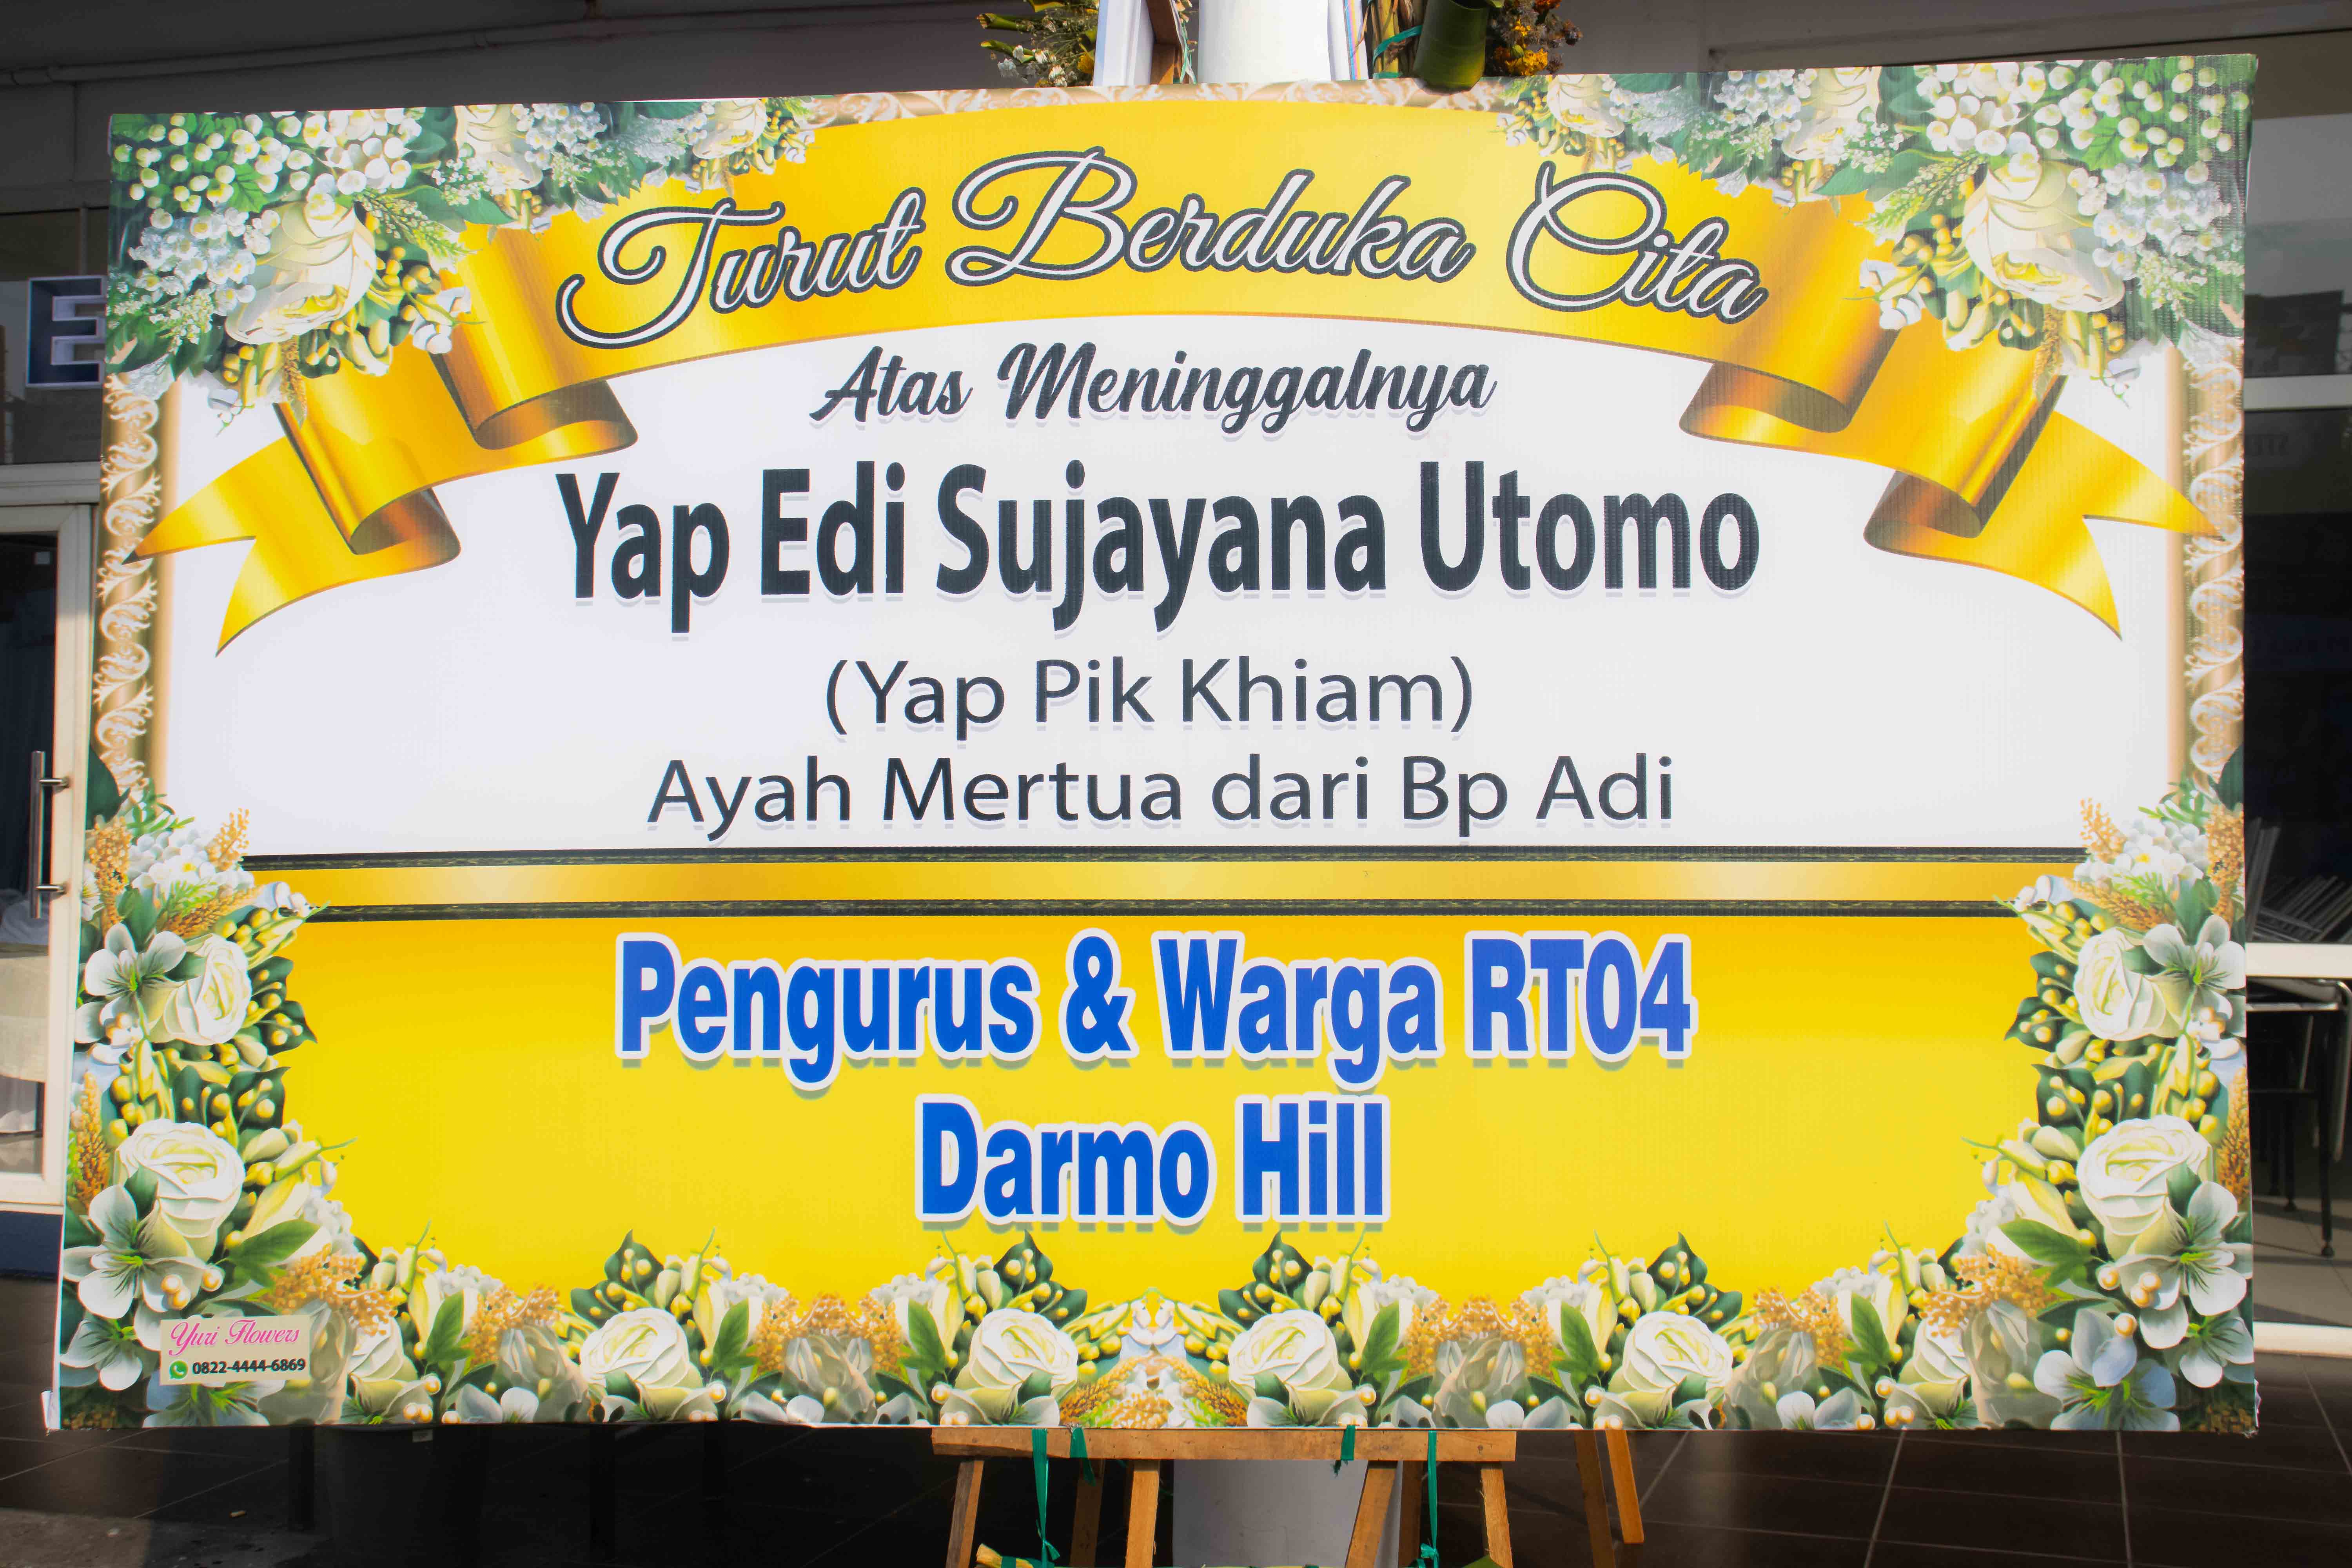 Turut Berduka Cita
Atas Meninggalnya
Yap Edi Sujayana Utomo
(Yap Pik Khiam)
Ayah Mertua dari Bp Adi
Pengurus & Warga RT04
Darmo Hill
Yuri Flowers
0822-4444-6869
E